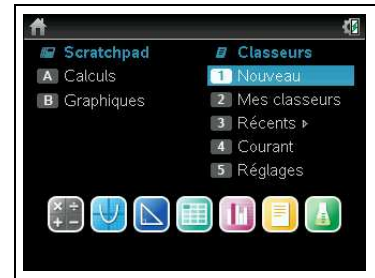 Scratchpad
A Calculs
B Graphiques
Classeurs
1 Nouveau
2 Mes classeurs
3 Récents ▸
4 Courant
5 Réglages